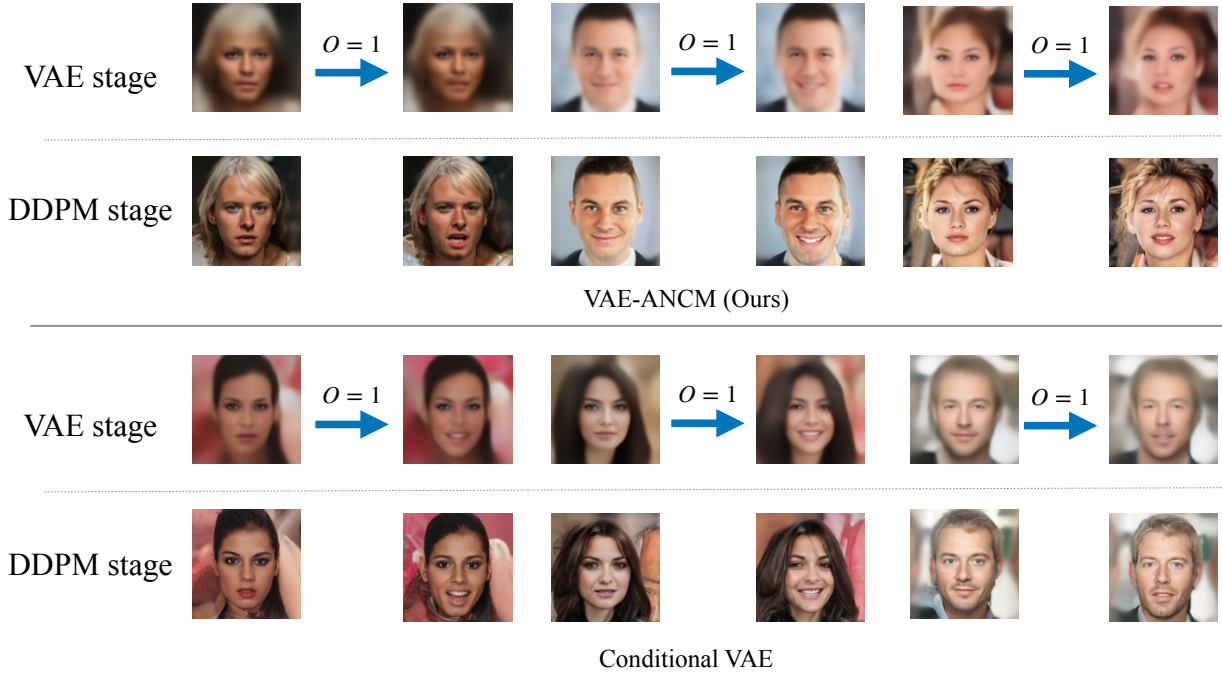 O = 1
O = 1
O = 1
VAE stage
DDPM stage
VAE-ANCM (Ours)
O = 1
O = 1
O = 1
VAE stage
DDPM stage
Conditional VAE